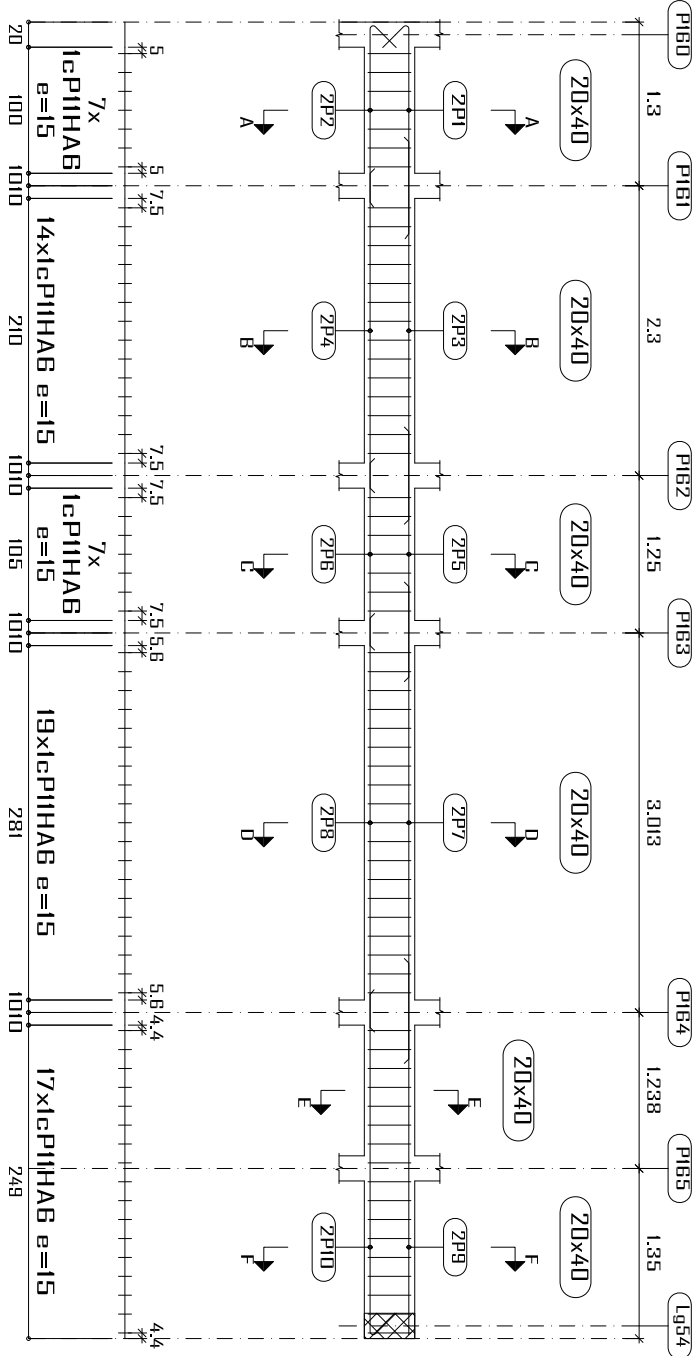 P160 P161 P162 P163 P164 P165 Lg54
1.3 2.3 1.25 3.013 1.238 1.35
20x40 20x40 20x40 20x40 20x40 20x40
A B C D E F
2P1 2P3 2P5 2P7 2P9
2P2 2P4 2P6 2P8 2P10
A B C D E F
5 5 7.5 7.5 7.5 7.5 5.6 5.6 4.4 4.4
7x 7x
1cP11HA6 14x1cP11HA6 e=15 1cP11HA6 19x1cP11HA6 e=15 17x1cP11HA6 e=15
e=15 e=15
20 100 10 10 210 10 10 105 10 10 281 10 10 249